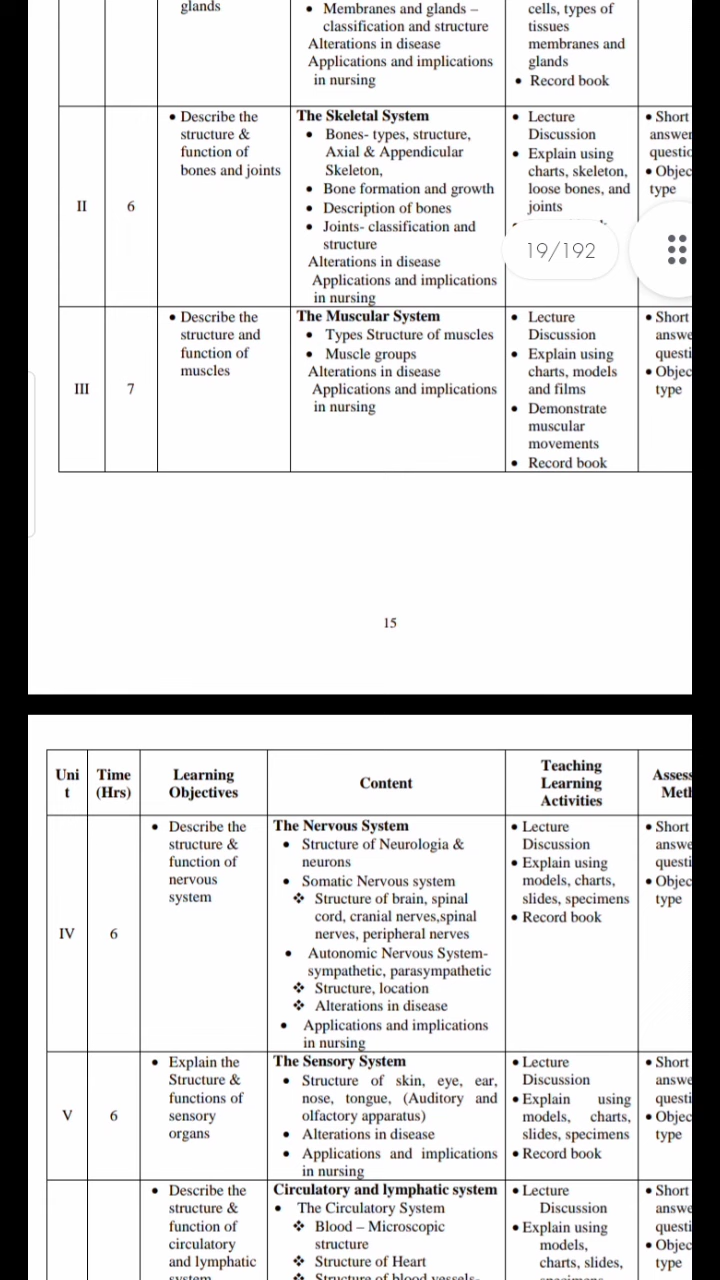 glands
• Membranes and glands –
classification and structure
Alterations in disease
Applications and implications
in nursing
cells, types of
tissues
membranes and
glands
• Record book
II
6
• Describe the
structure &
function of
bones and joints
The Skeletal System
• Bones- types, structure,
Axial & Appendicular
Skeleton,
• Bone formation and growth
• Description of bones
• Joints- classification and
structure
Alterations in disease
Applications and implications
in nursing
• Lecture
Discussion
• Explain using
charts, skeleton,
loose bones, and
joints
• Short
answer
questio
• Objec
type
19/192
III
7
• Describe the
structure and
function of
muscles
The Muscular System
• Types Structure of muscles
• Muscle groups
Alterations in disease
Applications and implications
in nursing
• Lecture
Discussion
• Explain using
charts, models
and films
• Demonstrate
muscular
movements
• Record book
• Short
answe
questi
• Objec
type
15
Uni
t
Time
(Hrs)
Learning
Objectives
Content
Teaching
Learning
Activities
Assess
Meth
IV
6
• Describe the
structure &
function of
nervous
system
The Nervous System
• Structure of Neurologia &
neurons
• Somatic Nervous system
❖ Structure of brain, spinal
cord, cranial nerves,spinal
nerves, peripheral nerves
• Autonomic Nervous System-
sympathetic, parasympathetic
❖ Structure, location
❖ Alterations in disease
• Applications and implications
in nursing
• Lecture
Discussion
• Explain using
models, charts,
slides, specimens
• Record book
• Short
answe
questi
• Objec
type
V
6
• Explain the
Structure &
functions of
sensory
organs
The Sensory System
• Structure of skin, eye, ear,
nose, tongue, (Auditory and
olfactory apparatus)
• Alterations in disease
• Applications and implications
in nursing
• Lecture
Discussion
• Explain using
models, charts,
slides, specimens
• Record book
• Short
answe
questi
• Objec
type
• Describe the
structure &
function of
circulatory
and lymphatic
system
Circulatory and lymphatic system
• The Circulatory System
❖ Blood – Microscopic
structure
❖ Structure of Heart
❖ Structure of blood vessels-
• Lecture
Discussion
• Explain using
models,
charts, slides,
specimens
• Short
answe
questi
• Objec
type